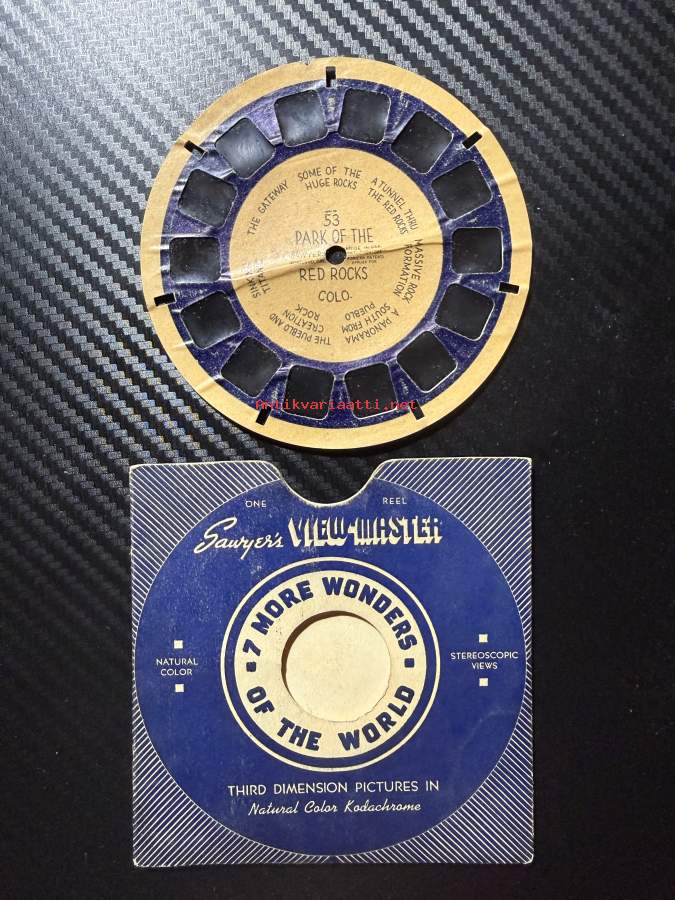 THE GATEWAY
SOME OF THE
HUGE ROCKS
A TUNNEL THRU
THE RED ROCKS
MASSIVE ROCK
FORMATION
A PANORAMA
SOUTH FROM
PUEBLO
THE PUEBLO AND
CREATION
ROCK
53
PARK OF THE
RED ROCKS
COLO.
Antikvariaatti.net
ONE REEL
Sawyer's VIEW-MASTER
7 MORE WONDERS
OF THE WORLD
NATURAL
COLOR
STEREOSCOPIC
VIEWS
THIRD DIMENSION PICTURES IN
Natural Color Kodachrome